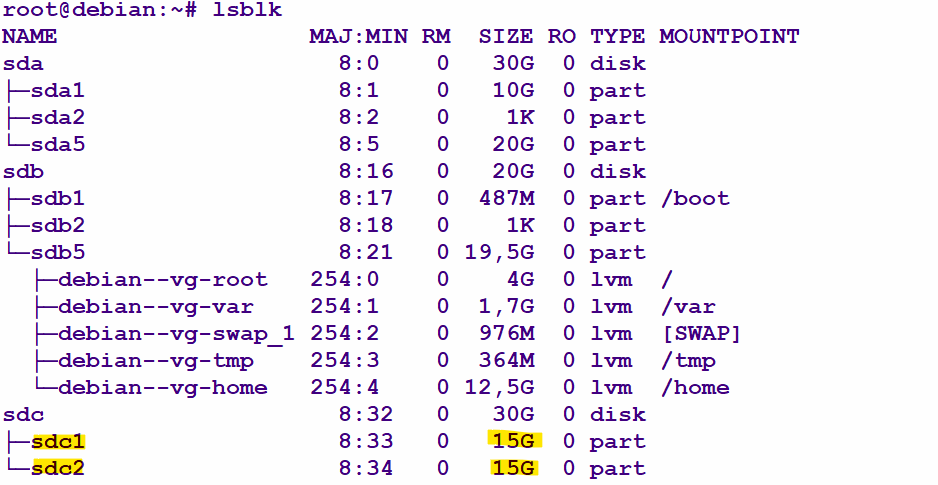 root@debian:~# lsblk
NAME                  MAJ:MIN RM  SIZE RO TYPE MOUNTPOINT
sda                     8:0    0   30G  0 disk
├─sda1                  8:1    0   10G  0 part
├─sda2                  8:2    0    1K  0 part
└─sda5                  8:5    0   20G  0 part
sdb                     8:16   0   20G  0 disk
├─sdb1                  8:17   0  487M  0 part /boot
├─sdb2                  8:18   0    1K  0 part
└─sdb5                  8:21   0 19,5G  0 part
  ├─debian--vg-root   254:0    0    4G  0 lvm  /
  ├─debian--vg-var    254:1    0  1,7G  0 lvm  /var
  ├─debian--vg-swap_1 254:2    0  976M  0 lvm  [SWAP]
  ├─debian--vg-tmp    254:3    0  364M  0 lvm  /tmp
  └─debian--vg-home   254:4    0 12,5G  0 lvm  /home
sdc                     8:32   0   30G  0 disk
├─sdc1                  8:33   0   15G  0 part
└─sdc2                  8:34   0   15G  0 part